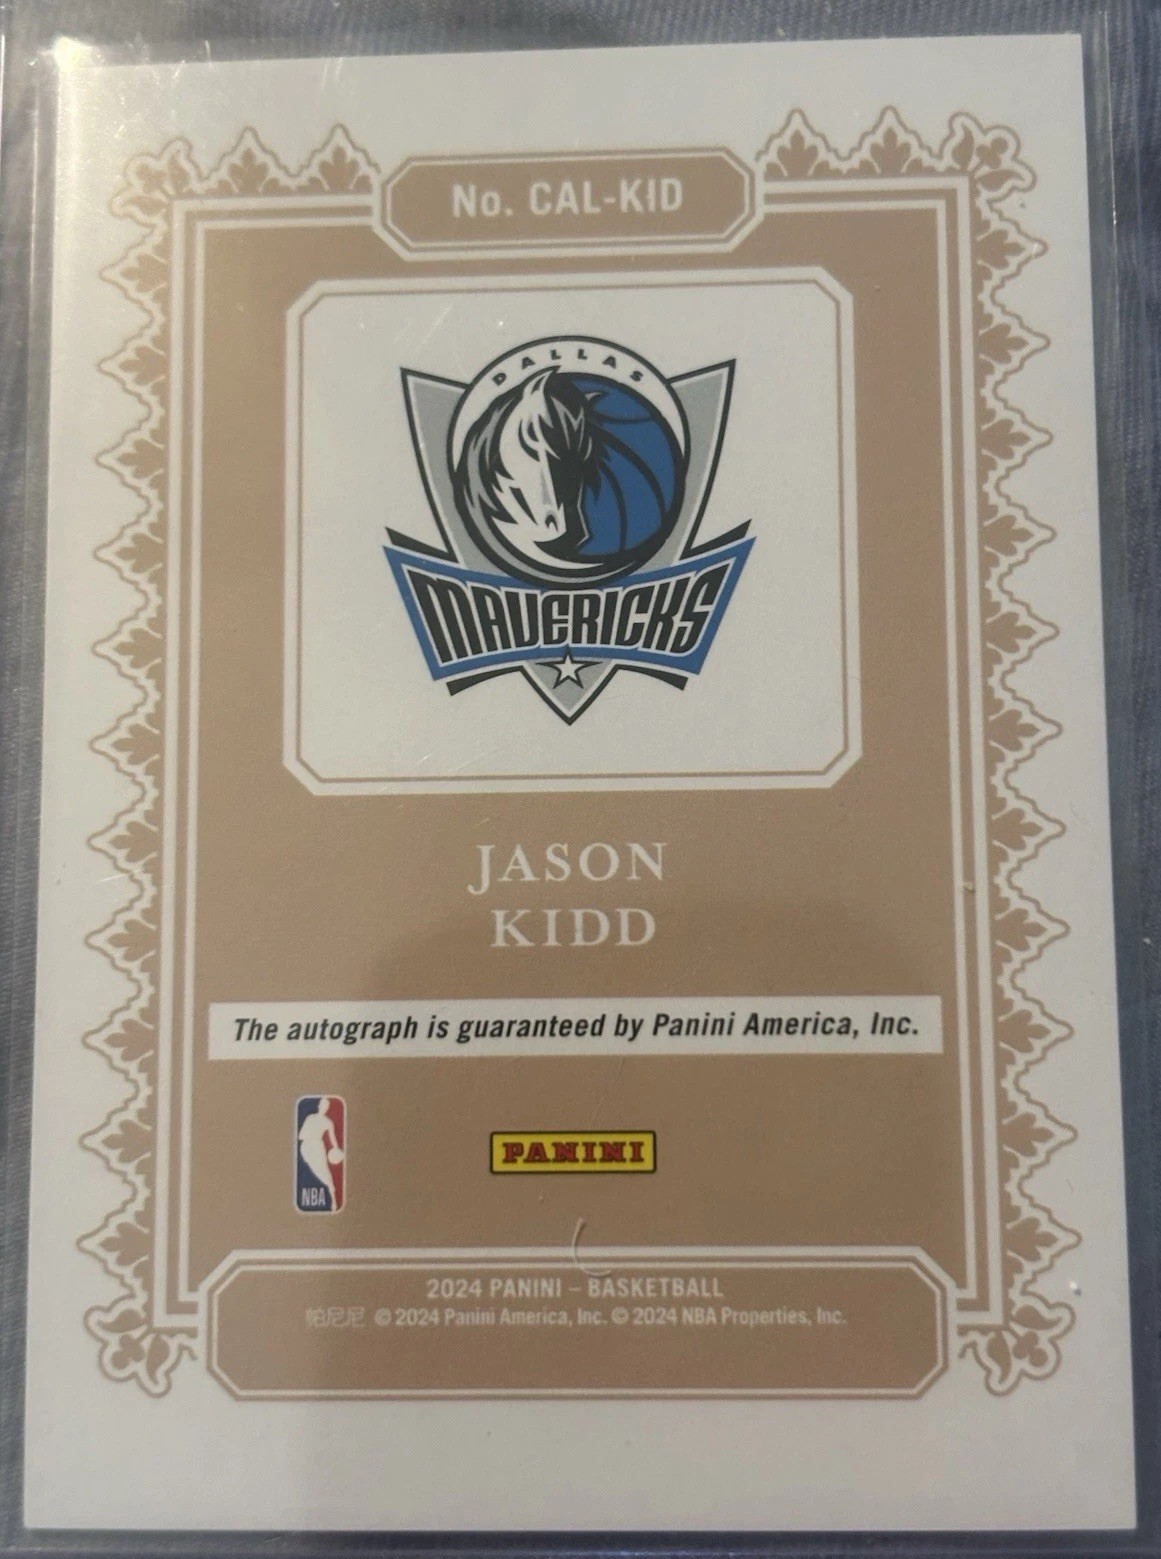 No. CAL-KID
DALLAS
MAVERICKS
JASON
KIDD
The autograph is guaranteed by Panini America, Inc.
NBA
PANINI
2024 PANINI – BASKETBALL
帕尼尼 © 2024 Panini America, Inc. © 2024 NBA Properties, Inc.